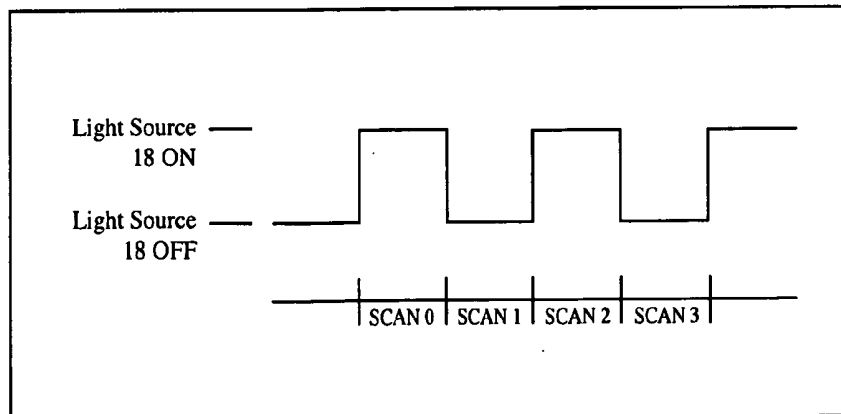 Light Source
18 ON
Light Source
18 OFF
SCAN 0 SCAN 1 SCAN 2 SCAN 3